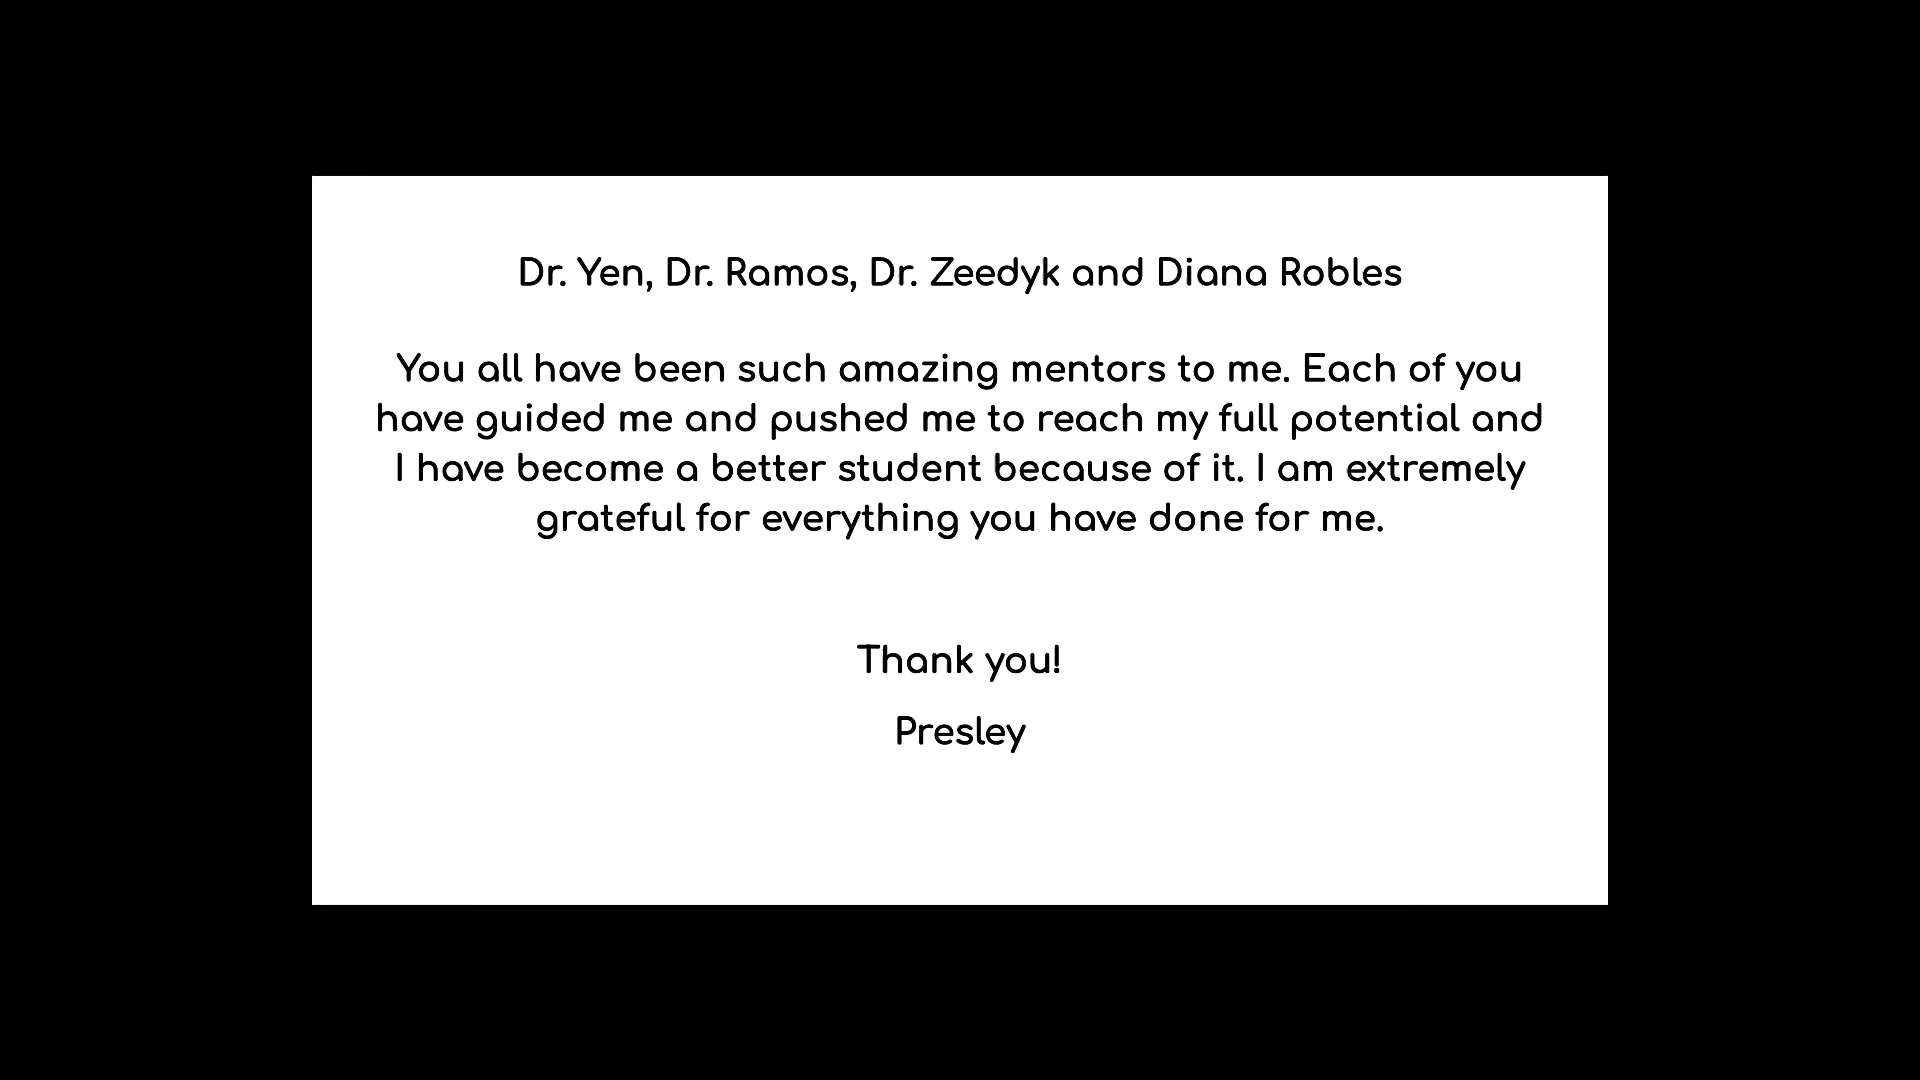 Dr. Yen, Dr. Ramos, Dr. Zeedyk and Diana Robles
You all have been such amazing mentors to me. Each of you
have guided me and pushed me to reach my full potential and
I have become a better student because of it. I am extremely
grateful for everything you have done for me.
Thank you!
Presley